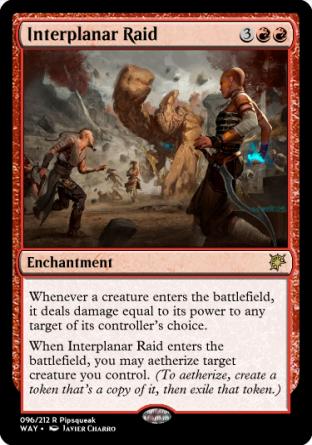 Interplanar Raid 3
Enchantment
Whenever a creature enters the battlefield,
it deals damage equal to its power to any
target of its controller's choice.
When Interplanar Raid enters the
battlefield, you may aetherize target
creature you control. (To aetherize, create a
token that's a copy of it, then exile that token.)
096/212 R Pipsqueak
WAY • Javier Charro